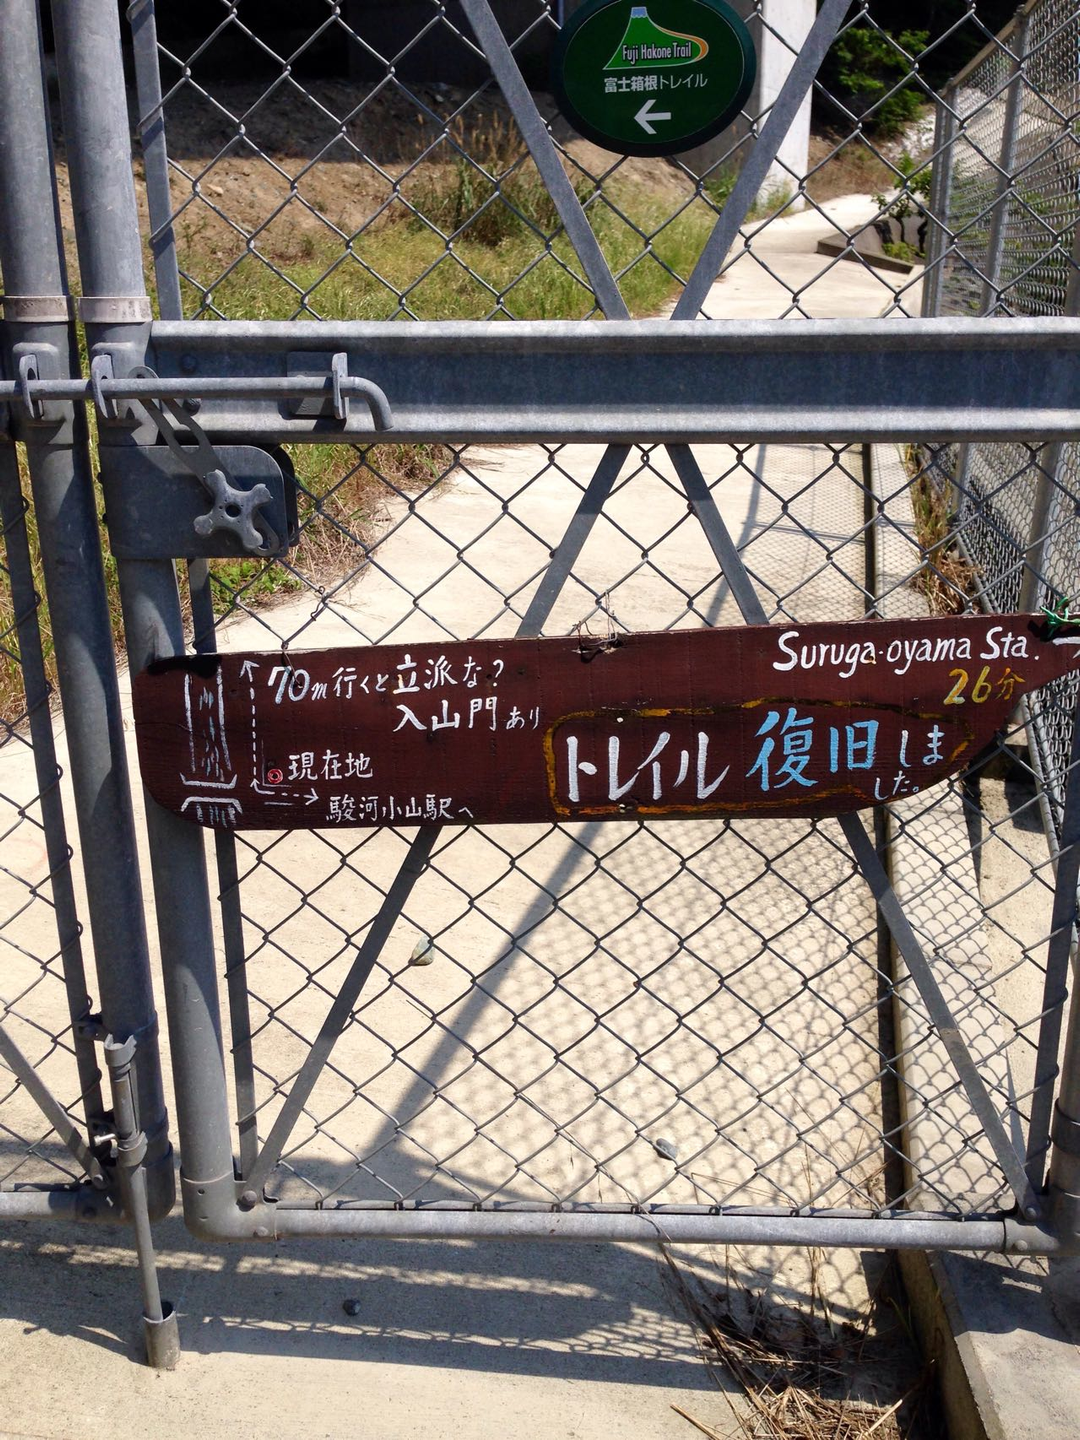 Fuji Hakone Trail
富士箱根トレイル
Suruga-oyama Sta.
26分
70m行くと立派な?
入山門あり
トレイル復旧しま
した。
現在地
駿河小山駅へ